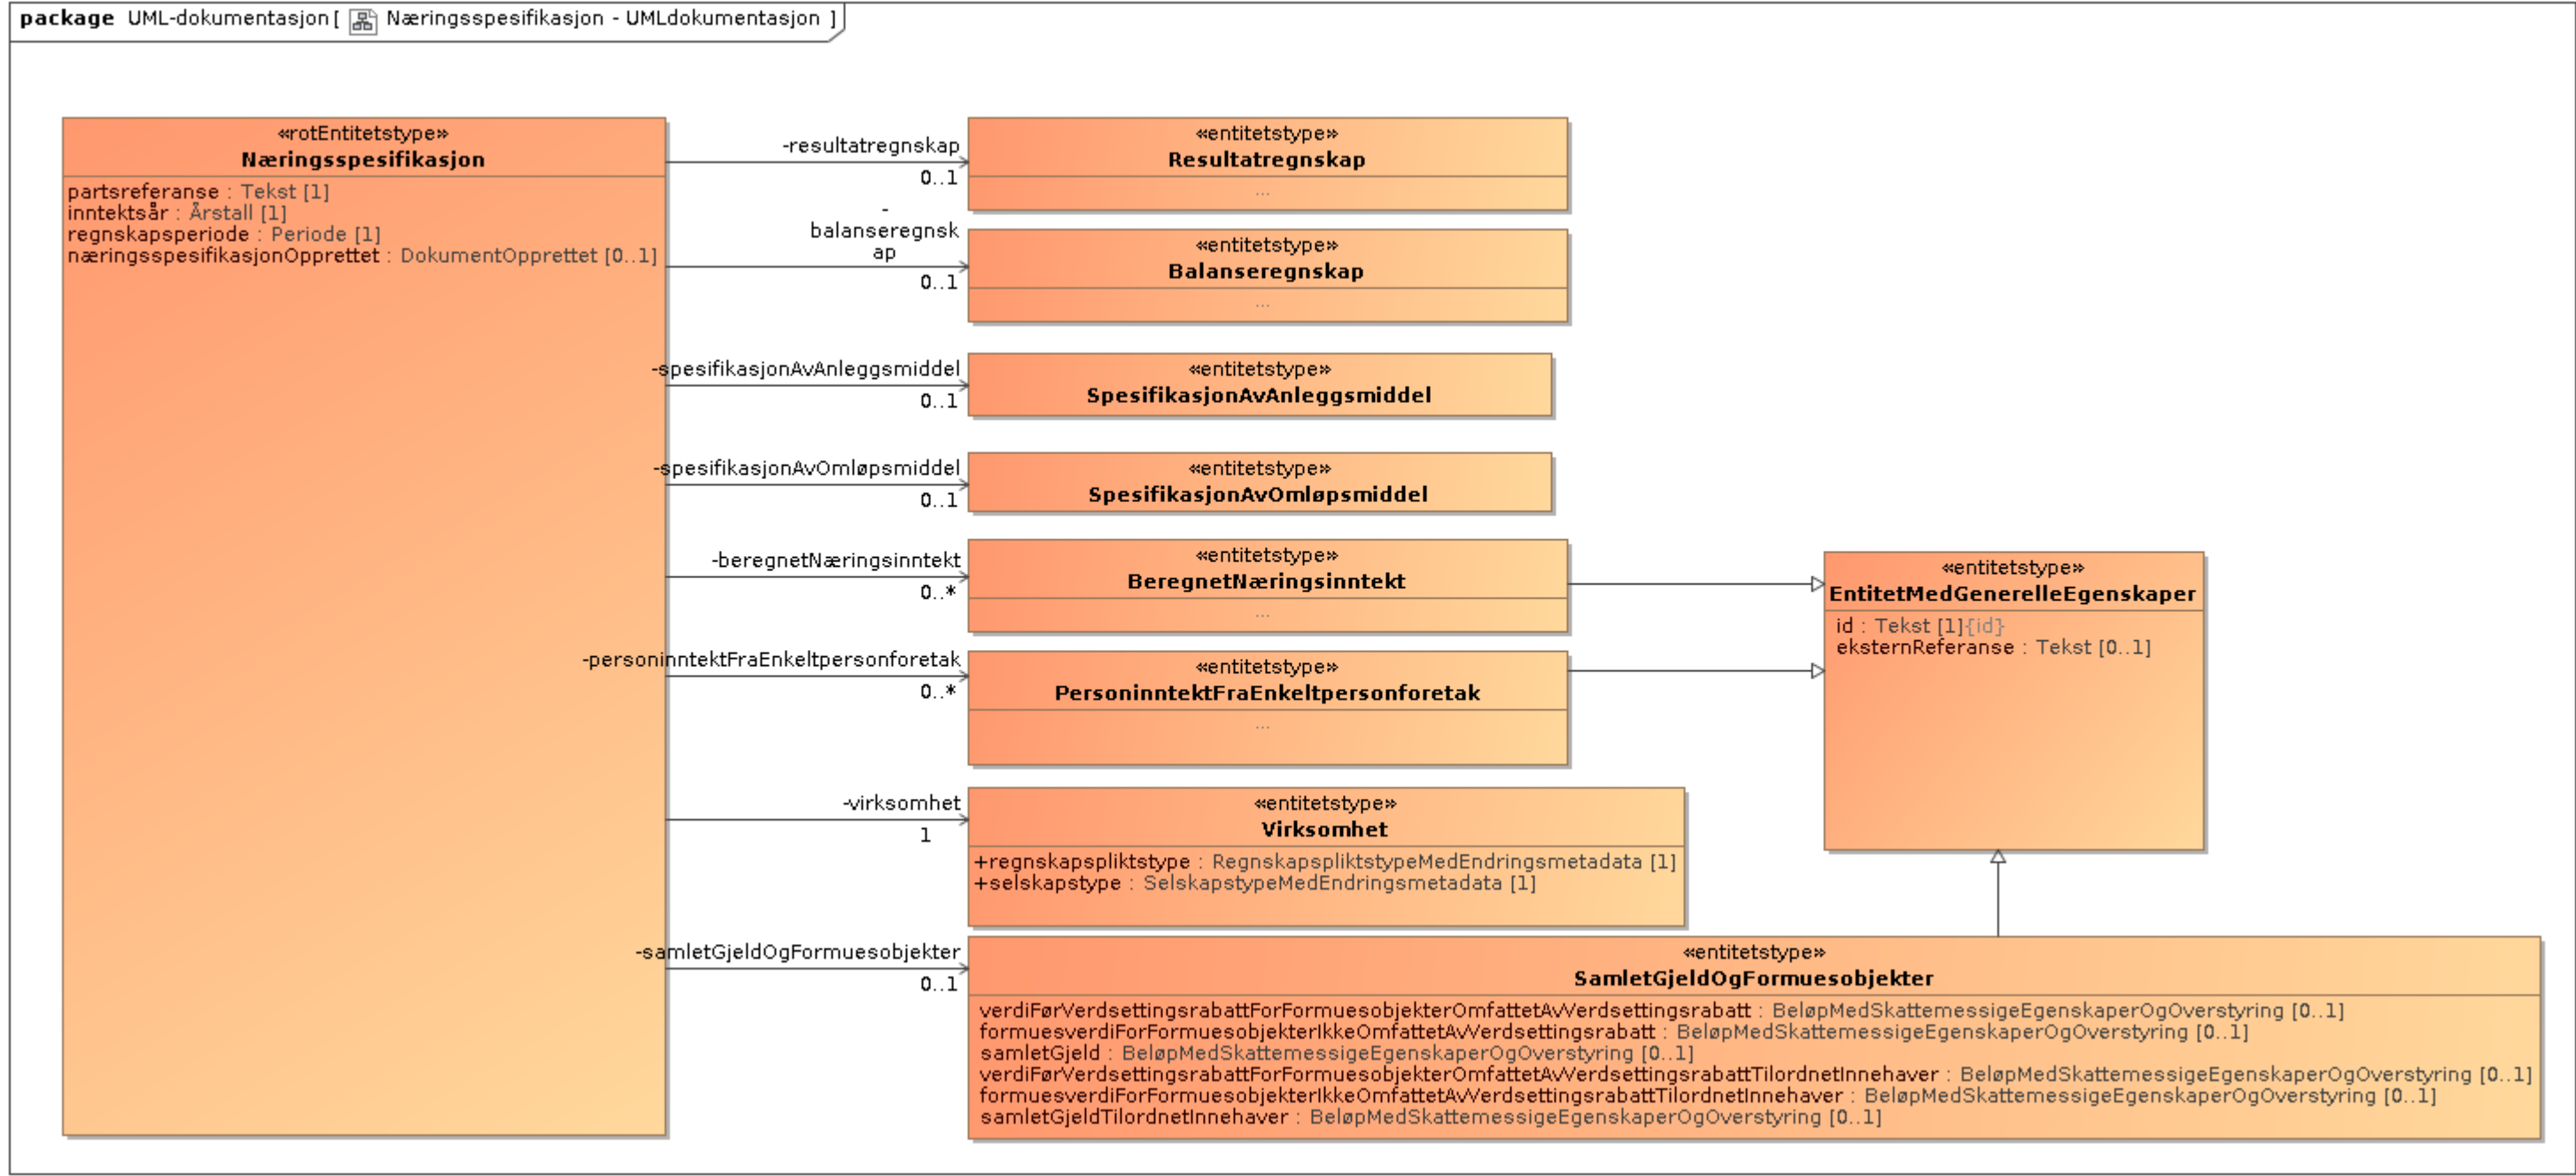 package UML-dokumentasjon [ Næringsspesifikasjon - UMLdokumentasjon ]
«rotEntitetstype»
Næringsspesifikasjon
partsreferanse : Tekst [1]
inntektsår : Årstall [1]
regnskapsperiode : Periode [1]
næringsspesifikasjonOpprettet : DokumentOpprettet [0..1]
-resultatregnskap
0..1
«entitetstype»
Resultatregnskap
...
-
balanseregnsk
ap
0..1
«entitetstype»
Balanseregnskap
...
-spesifikasjonAvAnleggsmiddel
0..1
«entitetstype»
SpesifikasjonAvAnleggsmiddel
-spesifikasjonAvOmløpsmiddel
0..1
«entitetstype»
SpesifikasjonAvOmløpsmiddel
-beregnetNæringsinntekt
0..*
«entitetstype»
BeregnetNæringsinntekt
...
-personinntektFraEnkeltpersonforetak
0..*
«entitetstype»
PersoninntektFraEnkeltpersonforetak
...
«entitetstype»
EntitetMedGenerelleEgenskaper
id : Tekst [1]{id}
eksternReferanse : Tekst [0..1]
-virksomhet
1
«entitetstype»
Virksomhet
+regnskapspliktstype : RegnskapspliktstypeMedEndringsmetadata [1]
+selskapstype : SelskapstypeMedEndringsmetadata [1]
-samletGjeldOgFormuesobjekter
0..1
«entitetstype»
SamletGjeldOgFormuesobjekter
verdiFørVerdsettingsrabattForFormuesobjekterOmfattetAvVerdsettingsrabatt : BeløpMedSkattemessigeEgenskaperOgOverstyring [0..1]
formuesverdiForFormuesobjekterIkkeOmfattetAvVerdsettingsrabatt : BeløpMedSkattemessigeEgenskaperOgOverstyring [0..1]
samletGjeld : BeløpMedSkattemessigeEgenskaperOgOverstyring [0..1]
verdiFørVerdsettingsrabattForFormuesobjekterOmfattetAvVerdsettingsrabattTilordnetInnehaver : BeløpMedSkattemessigeEgenskaperOgOverstyring [0..1]
formuesverdiForFormuesobjekterIkkeOmfattetAvVerdsettingsrabattTilordnetInnehaver : BeløpMedSkattemessigeEgenskaperOgOverstyring [0..1]
samletGjeldTilordnetInnehaver : BeløpMedSkattemessigeEgenskaperOgOverstyring [0..1]